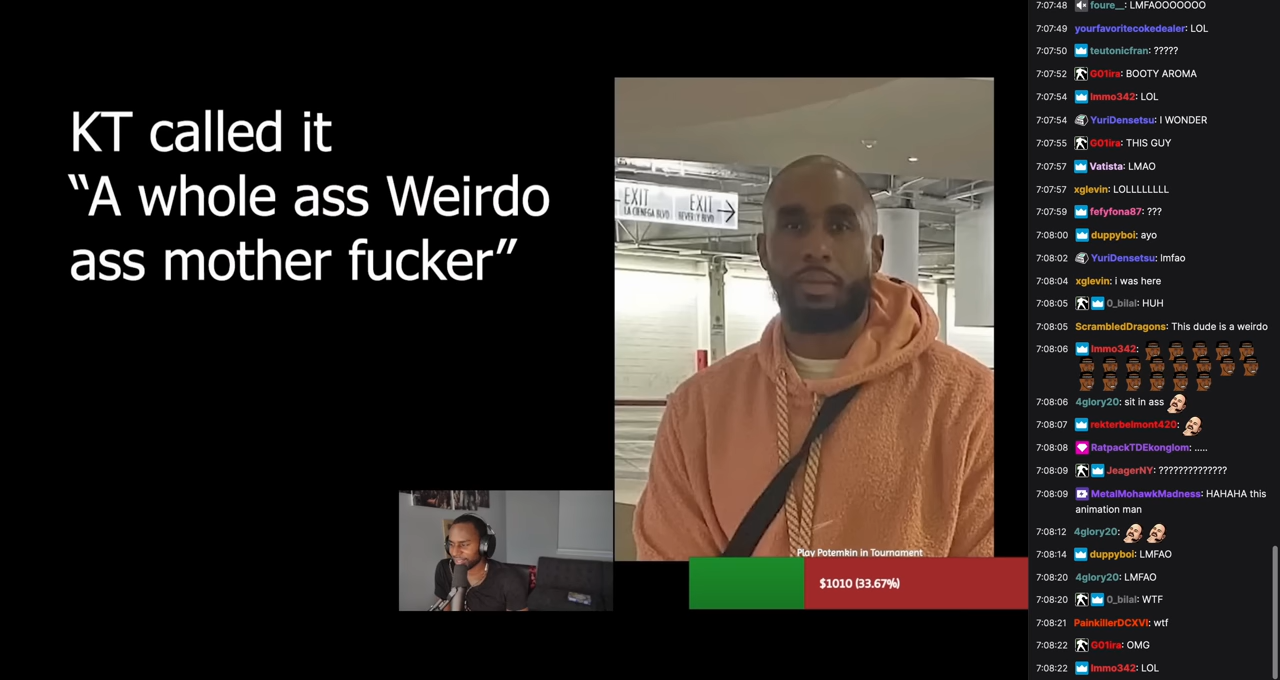 KT called it
“A whole ass Weirdo
ass mother fucker”
EXIT
LA CIENEGA BLVD
EXIT
BEVERLY BLVD
Play Potemkin in Tournament
$1010 (33.67%)
7:07:48 foure__: LMFAOOOOOOO
7:07:49 yourfavoritecokedealer: LOL
7:07:50 teutonicfran: ?????
7:07:52 G01ira: BOOTY AROMA
7:07:54 Immo342: LOL
7:07:54 YuriDensetsu: I WONDER
7:07:55 G01ira: THIS GUY
7:07:57 Vatista: LMAO
7:07:57 xglevin: LOLLLLLLLL
7:07:59 fefyfona87: ???
7:08:00 duppyboi: ayo
7:08:02 YuriDensetsu: lmfao
7:08:04 xglevin: i was here
7:08:05 0_bilal: HUH
7:08:05 ScrambledDragons: This dude is a weirdo
7:08:06 Immo342:
7:08:06 4glory20: sit in ass
7:08:07 rekterbelmont420:
7:08:08 RatpackTDEkonglom: .....
7:08:09 JeagerNY: ??????????????
7:08:09 MetalMohawkMadness: HAHAHA this
animation man
7:08:12 4glory20:
7:08:14 duppyboi: LMFAO
7:08:20 4glory20: LMFAO
7:08:20 0_bilal: WTF
7:08:21 PainkillerDCXVI: wtf
7:08:22 G01ira: OMG
7:08:22 Immo342: LOL